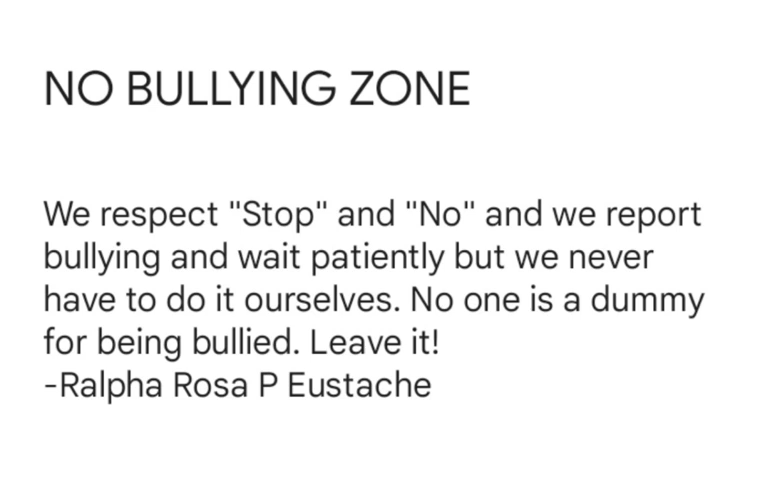 NO BULLYING ZONE
We respect "Stop" and "No" and we report
bullying and wait patiently but we never
have to do it ourselves. No one is a dummy
for being bullied. Leave it!
-Ralpha Rosa P Eustache